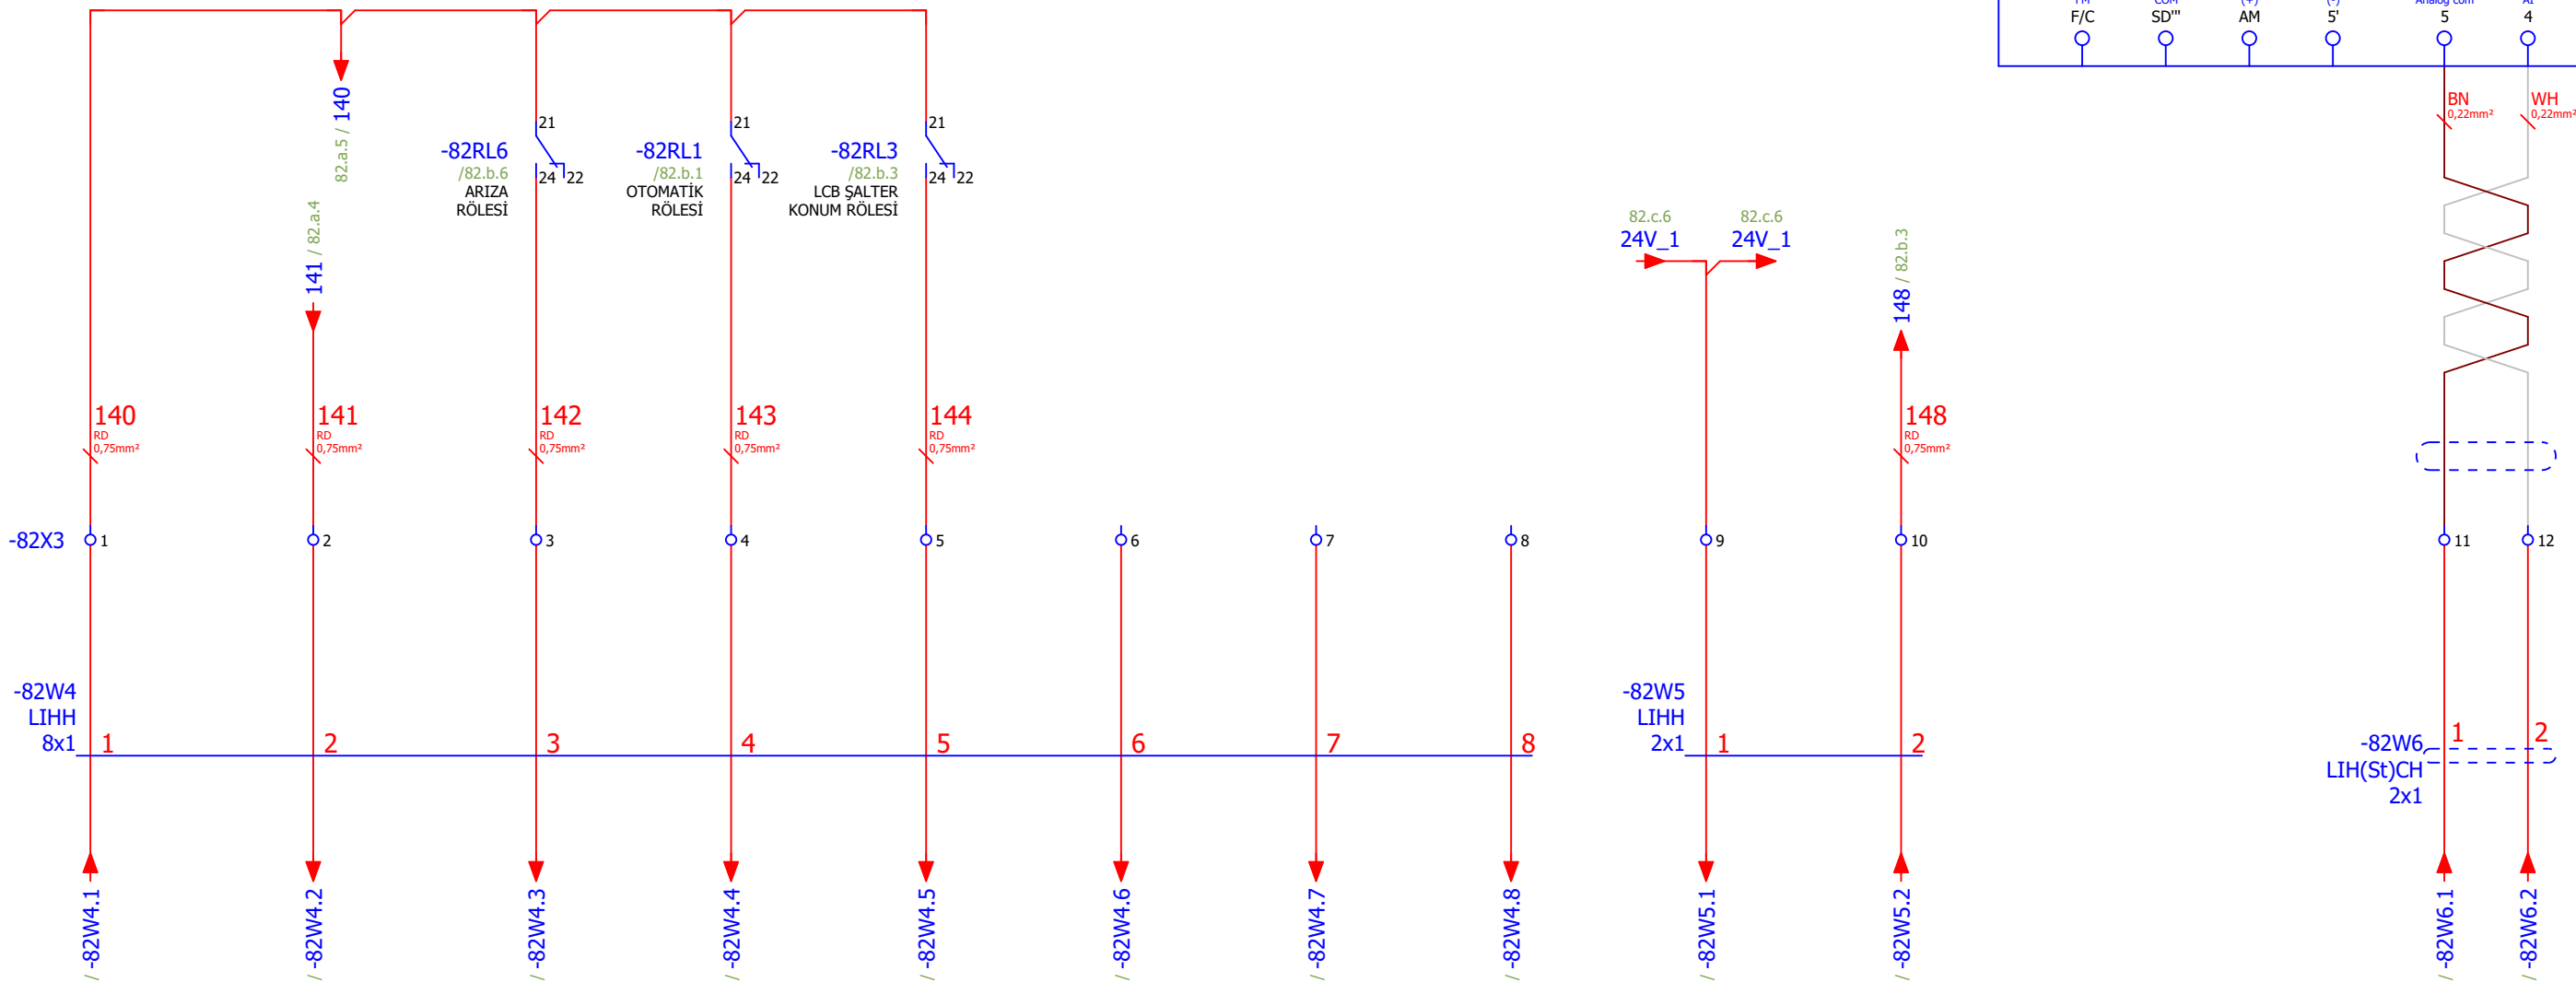 FM
COM
(+)
(-)
Analog com
AI
F/C
SD'''
AM
5'
5
4
BN
0,22mm²
WH
0,22mm²
82.a.5 / 140
141 / 82.a.4
-82RL6
/82.b.6
ARIZA
RÖLESİ
21
24
22
-82RL1
/82.b.1
OTOMATİK
RÖLESİ
21
24
22
-82RL3
/82.b.3
LCB ŞALTER
KONUM RÖLESİ
21
24
22
82.c.6
24V_1
82.c.6
24V_1
148 / 82.b.3
140
RD
0,75mm²
141
RD
0,75mm²
142
RD
0,75mm²
143
RD
0,75mm²
144
RD
0,75mm²
148
RD
0,75mm²
-82X3
1
2
3
4
5
6
7
8
9
10
11
12
-82W4
LIHH
8x1
1
2
3
4
5
6
7
8
-82W5
LIHH
2x1
1
2
-82W6
LIH(St)CH
2x1
1
2
/ -82W4.1
/ -82W4.2
/ -82W4.3
/ -82W4.4
/ -82W4.5
/ -82W4.6
/ -82W4.7
/ -82W4.8
/ -82W5.1
/ -82W5.2
/ -82W6.1
/ -82W6.2